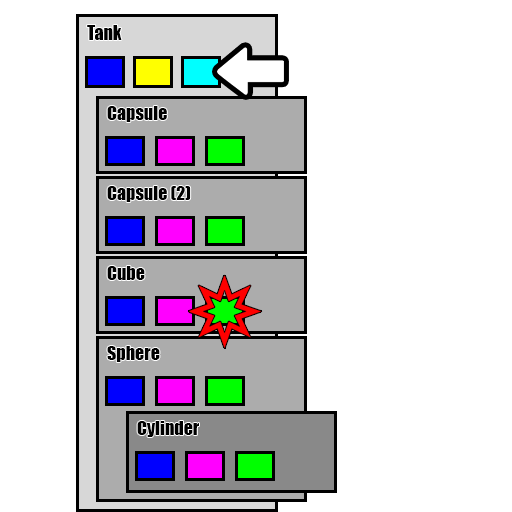 Tank
Capsule
Capsule (2)
Cube
Sphere
Cylinder